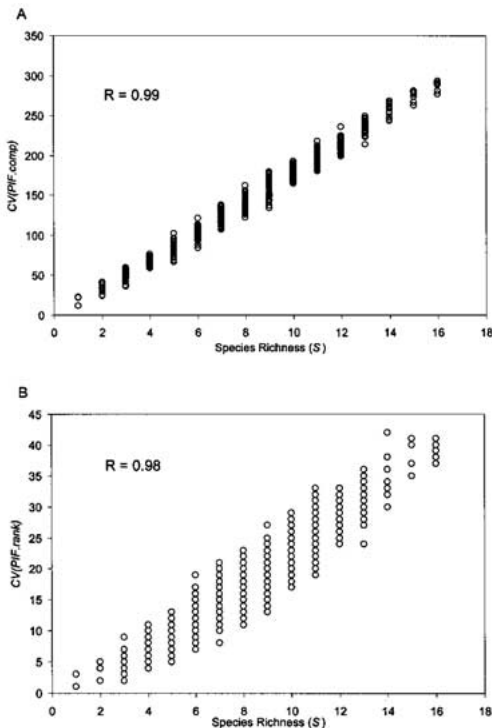 A
350
300
250
200
150
100
50
0
CV(PIF.comp)
R = 0.99
0 2 4 6 8 10 12 14 16 18
Species Richness (S)
B
45
40
35
30
25
20
15
10
5
0
CV(PIF.rank)
R = 0.98
0 2 4 6 8 10 12 14 16 18
Species Richness (S)